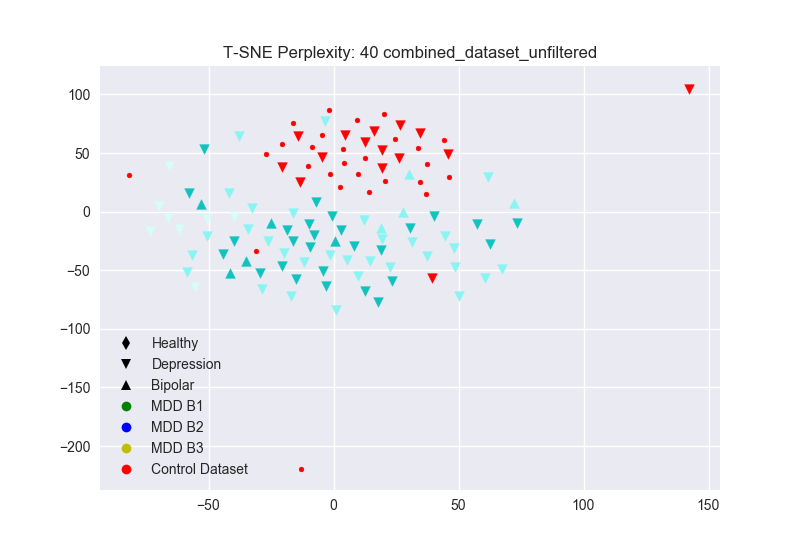 T-SNE Perplexity: 40 combined_dataset_unfiltered
100
50
0
−50
−100
−150
−200
Healthy
Depression
Bipolar
MDD B1
MDD B2
MDD B3
Control Dataset
−50 0 50 100 150